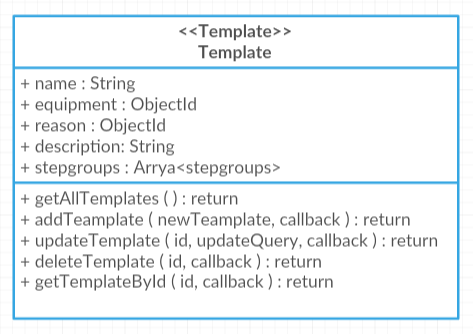 <<Template>>
Template
+ name : String
+ equipment : ObjectId
+ reason : ObjectId
+ description: String
+ stepgroups : Arrya<stepgroups>
+ getAllTemplates ( ) : return
+ addTeamplate ( newTeamplate, callback ) : return
+ updateTemplate ( id, updateQuery, callback ) : return
+ deleteTemplate ( id, callback ) : return
+ getTemplateById ( id, callback ) : return